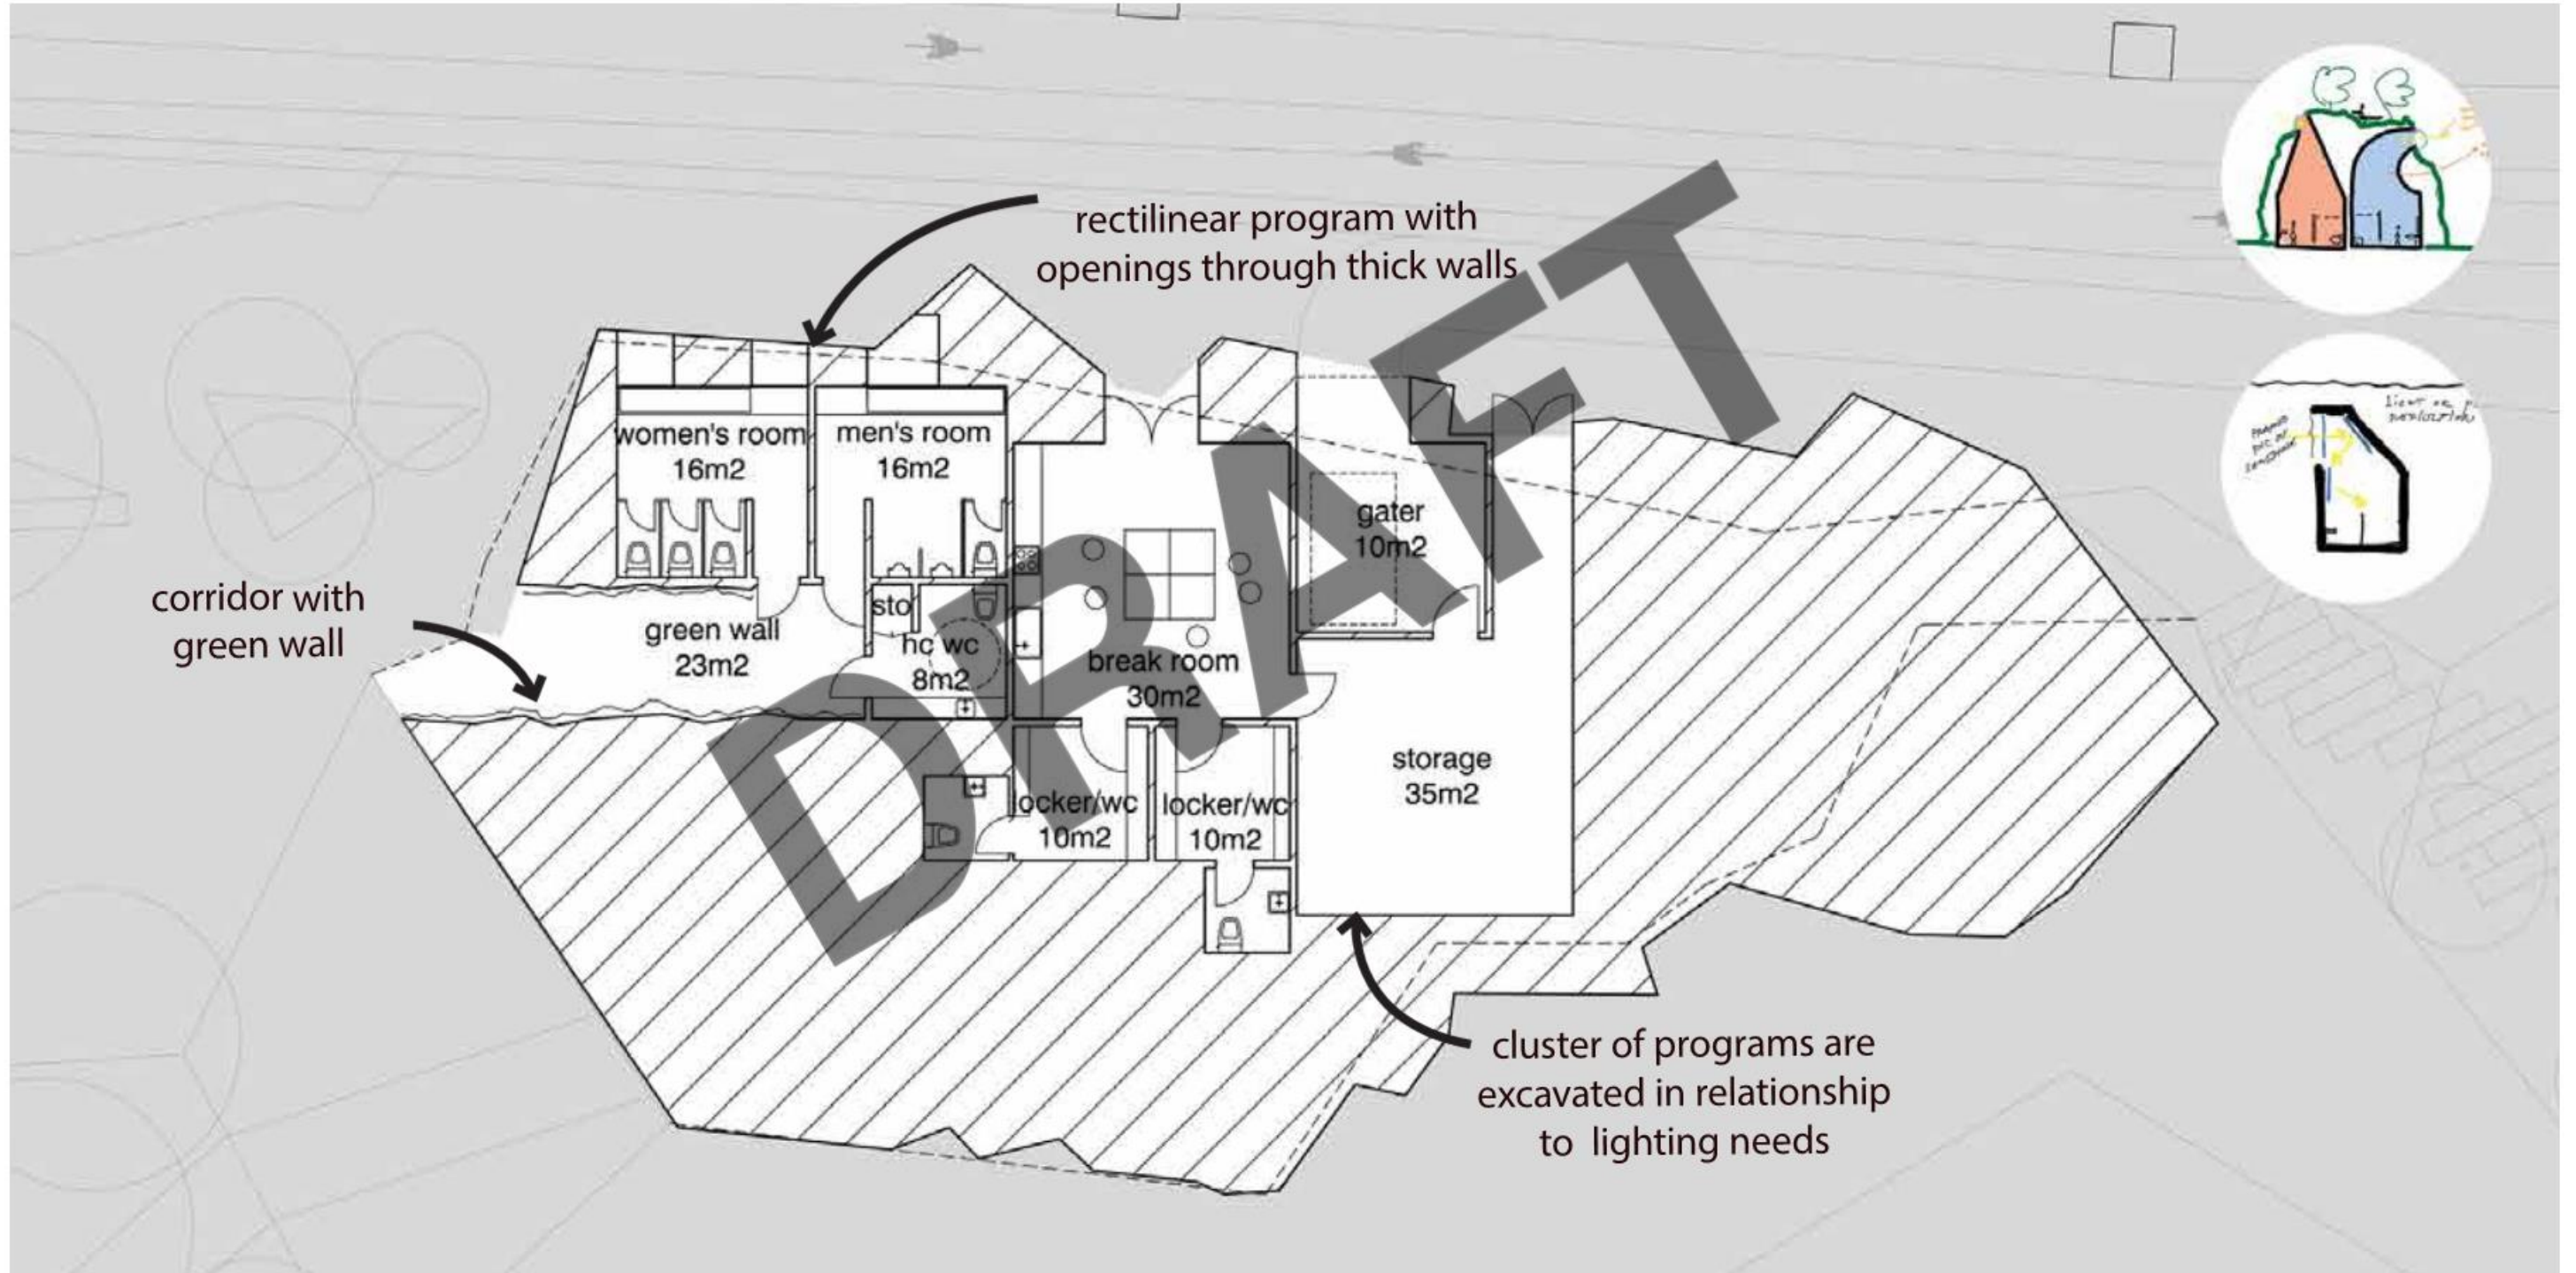 rectilinear program with
openings through thick walls
women's room
16m2
men's room
16m2
gater
10m2
corridor with
green wall
green wall
23m2
sto
hc wc
8m2
break room
30m2
storage
35m2
locker/wc
10m2
locker/wc
10m2
cluster of programs are
excavated in relationship
to lighting needs
DRAFT